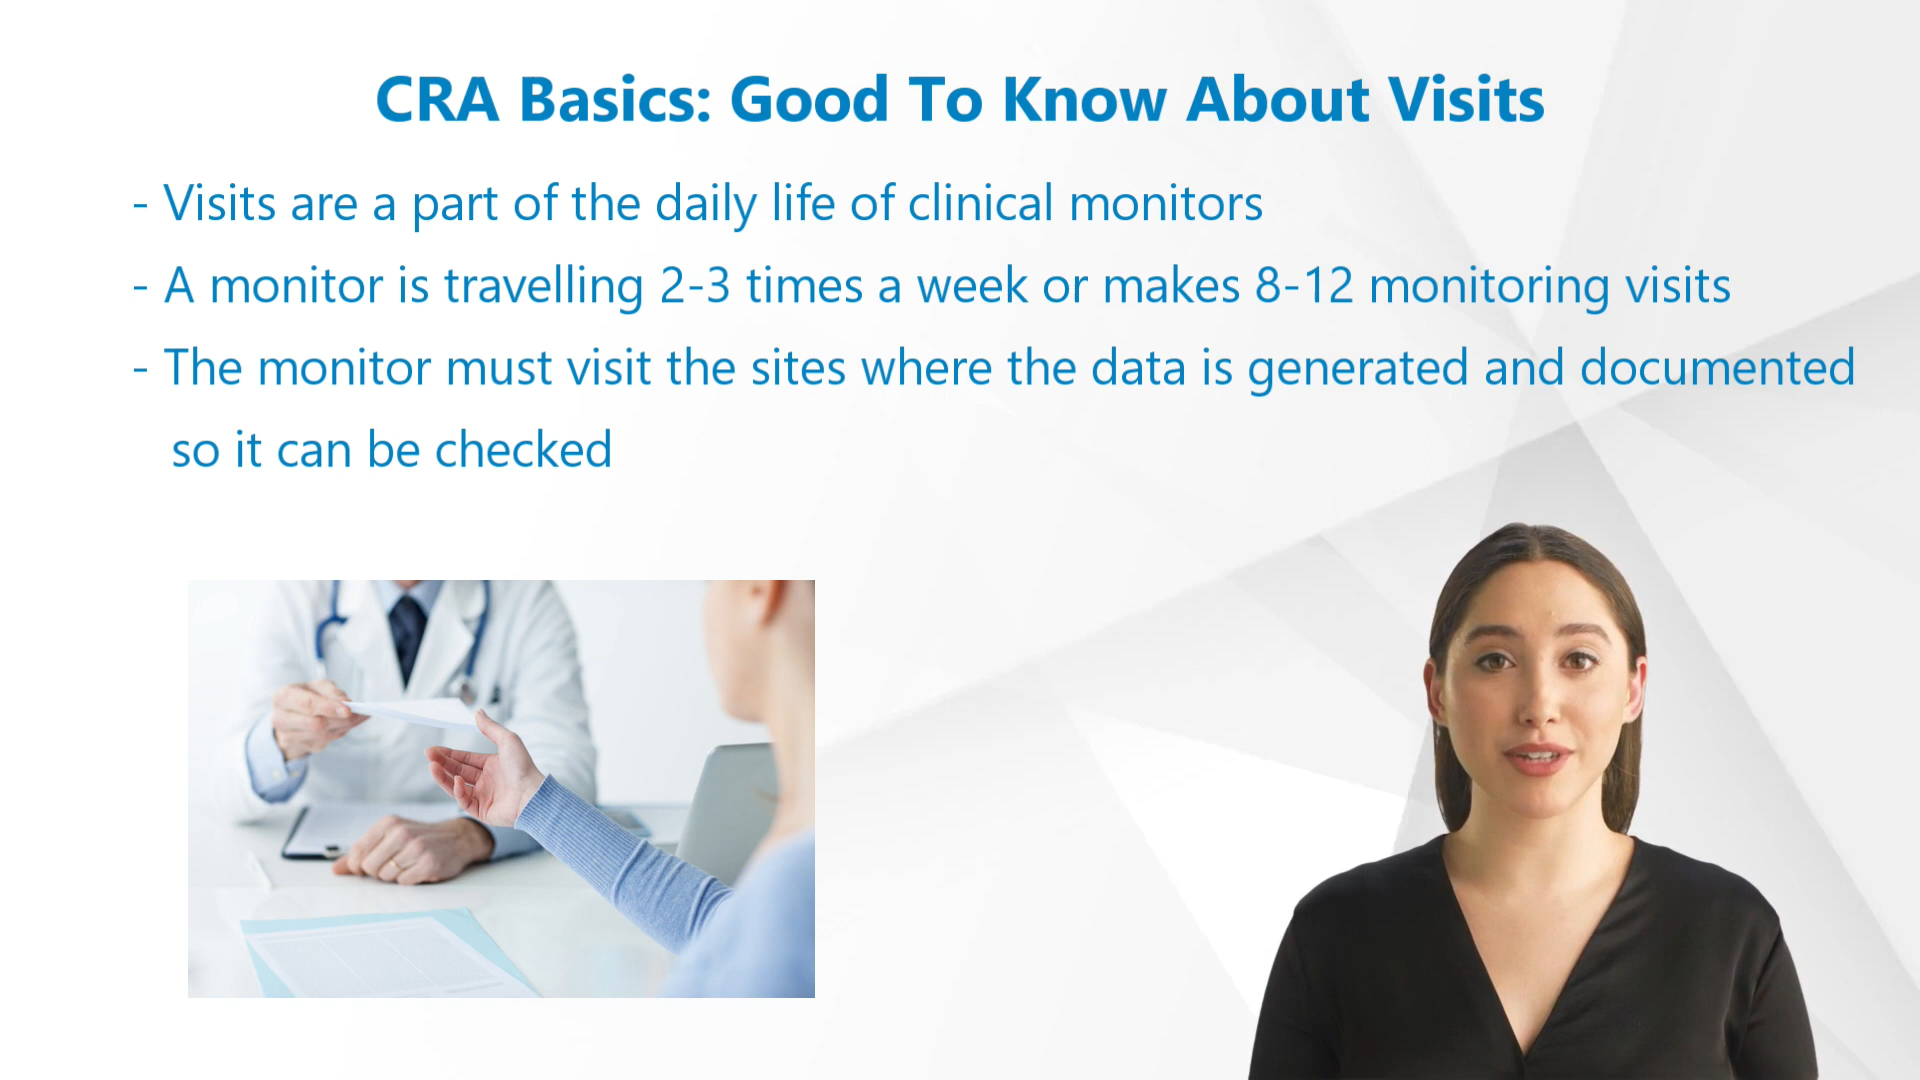 CRA Basics: Good To Know About Visits
- Visits are a part of the daily life of clinical monitors
- A monitor is travelling 2-3 times a week or makes 8-12 monitoring visits
- The monitor must visit the sites where the data is generated and documented
so it can be checked